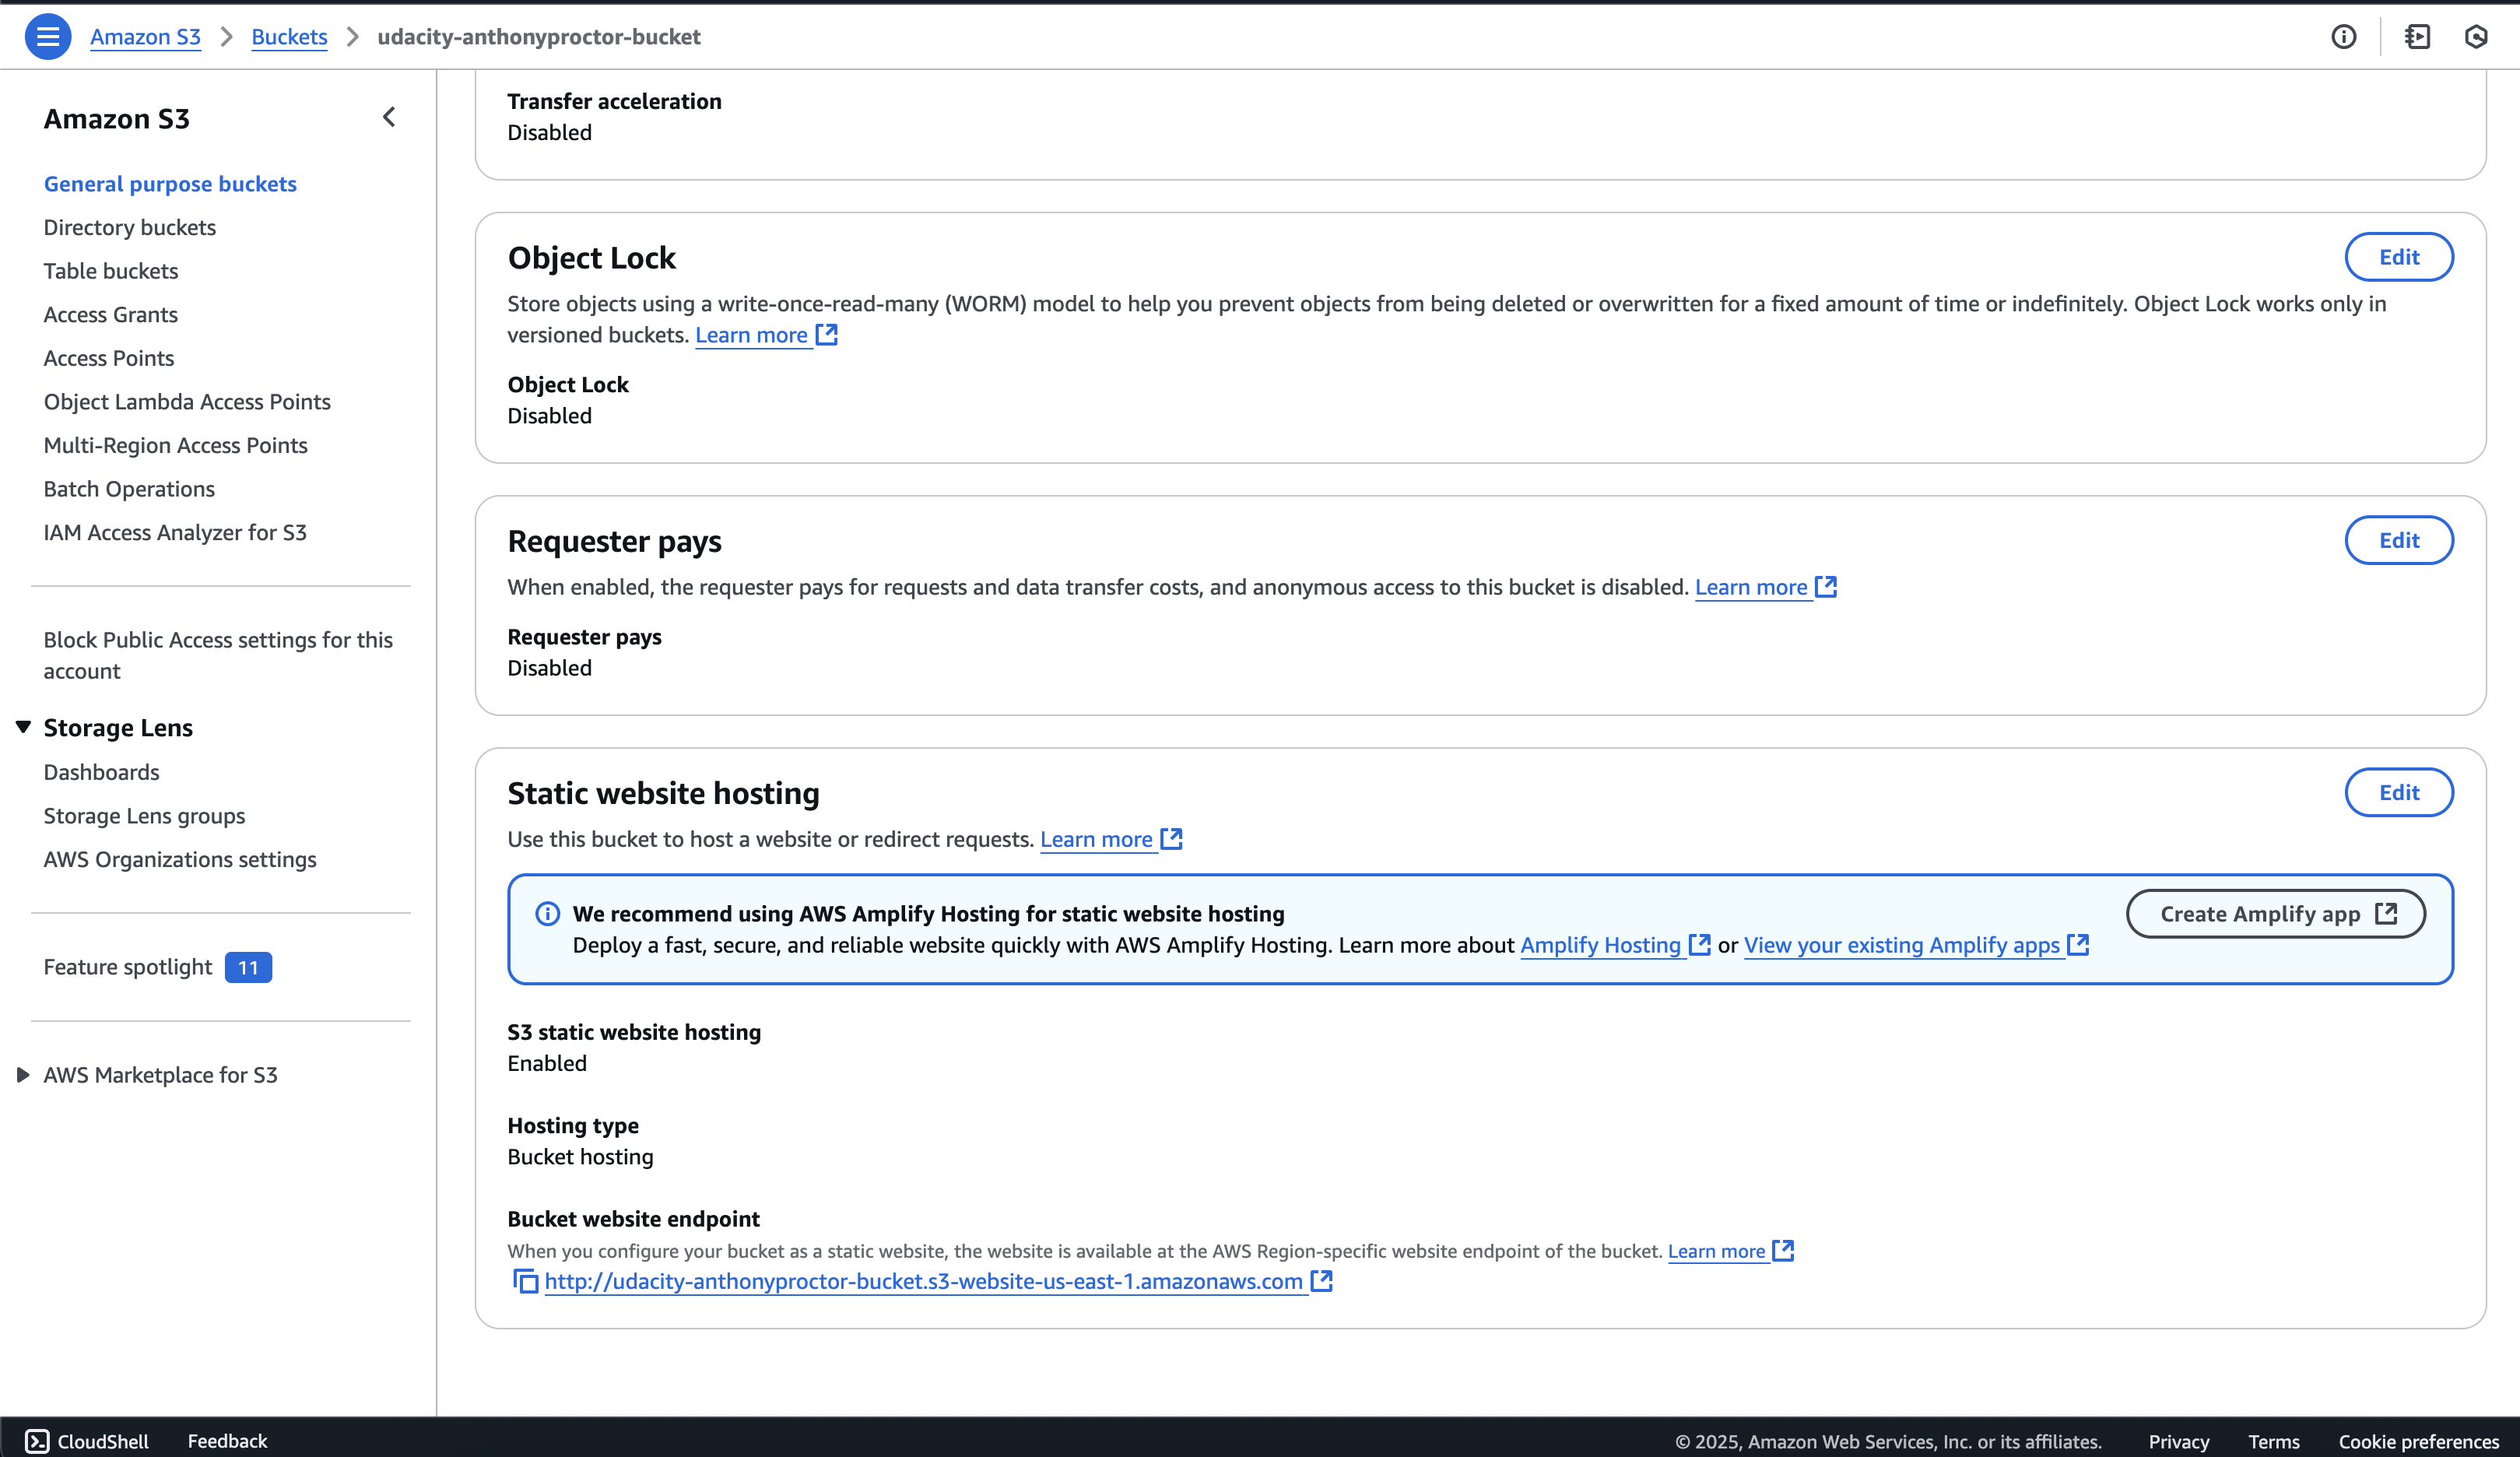 Amazon S3 > Buckets > udacity-anthonyproctor-bucket
Amazon S3
General purpose buckets
Directory buckets
Table buckets
Access Grants
Access Points
Object Lambda Access Points
Multi-Region Access Points
Batch Operations
IAM Access Analyzer for S3
Block Public Access settings for this
account
Storage Lens
Dashboards
Storage Lens groups
AWS Organizations settings
Feature spotlight 11
AWS Marketplace for S3
Transfer acceleration
Disabled
Object Lock
Edit
Store objects using a write-once-read-many (WORM) model to help you prevent objects from being deleted or overwritten for a fixed amount of time or indefinitely. Object Lock works only in
versioned buckets. Learn more
Object Lock
Disabled
Requester pays
Edit
When enabled, the requester pays for requests and data transfer costs, and anonymous access to this bucket is disabled. Learn more
Requester pays
Disabled
Static website hosting
Edit
Use this bucket to host a website or redirect requests. Learn more
We recommend using AWS Amplify Hosting for static website hosting
Deploy a fast, secure, and reliable website quickly with AWS Amplify Hosting. Learn more about Amplify Hosting or View your existing Amplify apps
Create Amplify app
S3 static website hosting
Enabled
Hosting type
Bucket hosting
Bucket website endpoint
When you configure your bucket as a static website, the website is available at the AWS Region-specific website endpoint of the bucket. Learn more
http://udacity-anthonyproctor-bucket.s3-website-us-east-1.amazonaws.com
CloudShell Feedback © 2025, Amazon Web Services, Inc. or its affiliates. Privacy Terms Cookie preferences